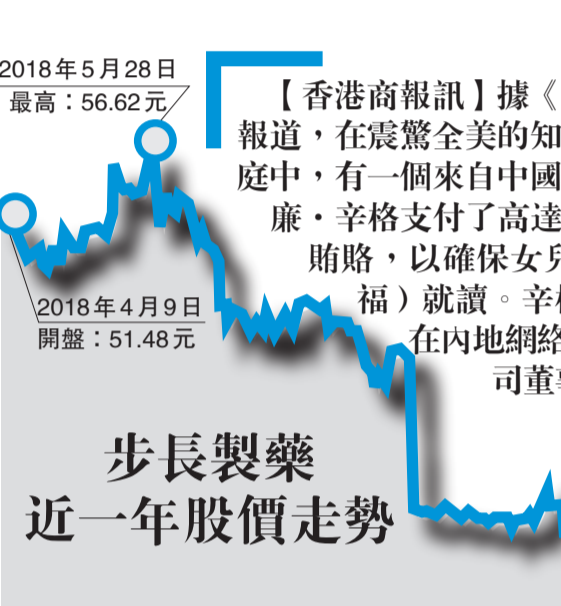 2018年5月28日
最高：56.62元
【香港商報訊】據《
報道，在震驚全美的知
庭中，有一個來自中國
廉·辛格支付了高達
賄賂，以確保女兒
福）就讀。辛格
在內地網絡
司董事
2018年4月9日
開盤：51.48元
步長製藥
近一年股價走勢